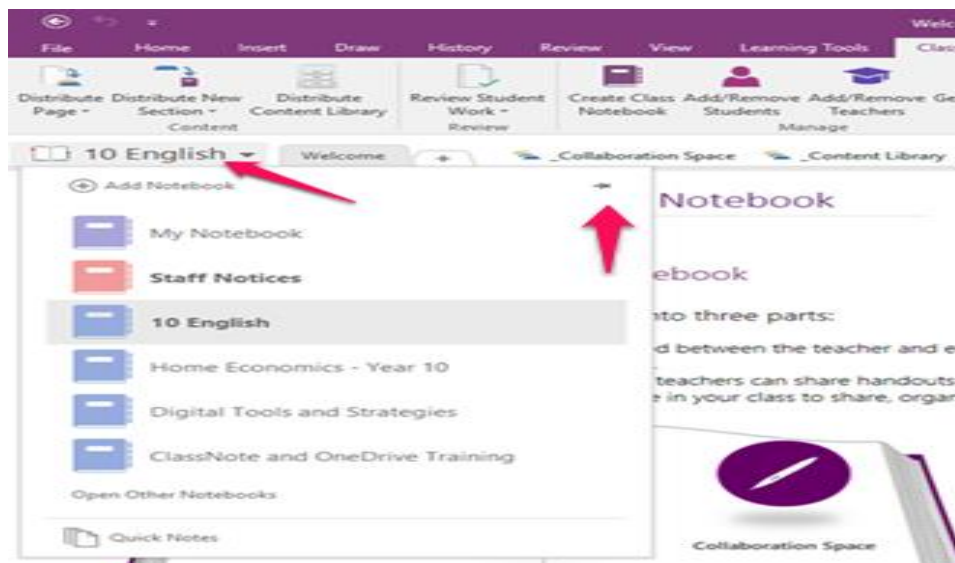 Welc
File Home Insert Draw History Review View Learning Tools Clas
Distribute Distribute New Distribute Review Student Create Class Add/Remove Add/Remove Ge
Page Section Content Library Work Notebook Students Teachers
Content Review Manage
10 English Welcome + _Collaboration Space _Content Library
Add Notebook
Notebook
My Notebook
Staff Notices
ebook
10 English
nto three parts:
Home Economics - Year 10
d between the teacher and e
teachers can share handouts
Digital Tools and Strategies
e in your class to share, organ
ClassNote and OneDrive Training
Open Other Notebooks
Quick Notes
Collaboration Space